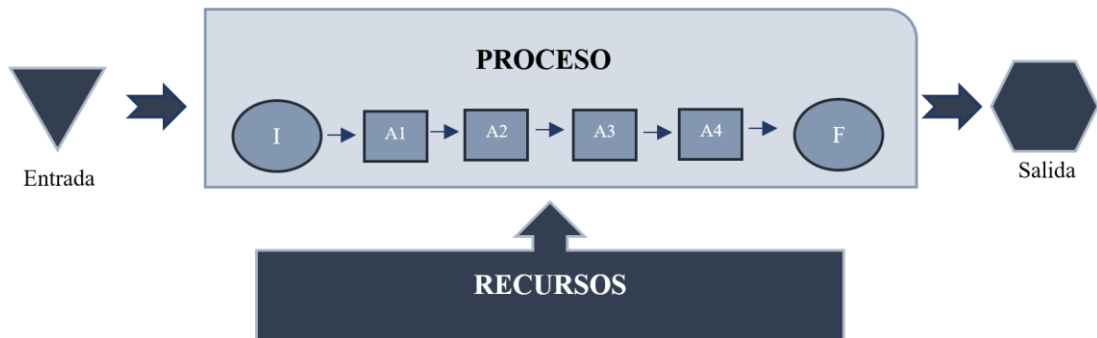 PROCESO
I
A1
A2
A3
A4
F
Entrada
Salida
RECURSOS